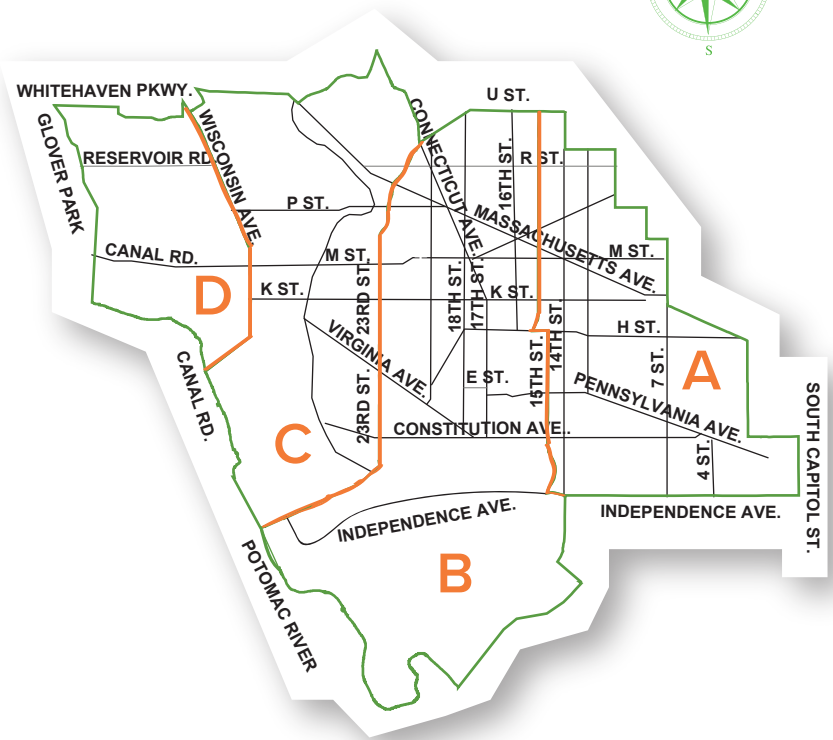 S
WHITEHAVEN PKWY.
U ST.
GLOVER PARK
WISCONSIN AVE.
CONNECTICUT AVE.
16TH ST.
RESERVOIR RD.
R ST.
P ST.
MASSACHUSETTS AVE.
CANAL RD.
M ST.
M ST.
D
K ST.
23RD ST.
18TH ST.
17TH ST.
K ST.
VIRGINIA AVE.
14TH ST.
H ST.
CANAL RD.
23RD ST.
E ST.
15TH ST.
7 ST.
A
PENNSYLVANIA AVE.
SOUTH CAPITOL ST.
C
CONSTITUTION AVE..
4 ST.
INDEPENDENCE AVE.
INDEPENDENCE AVE.
POTOMAC RIVER
B